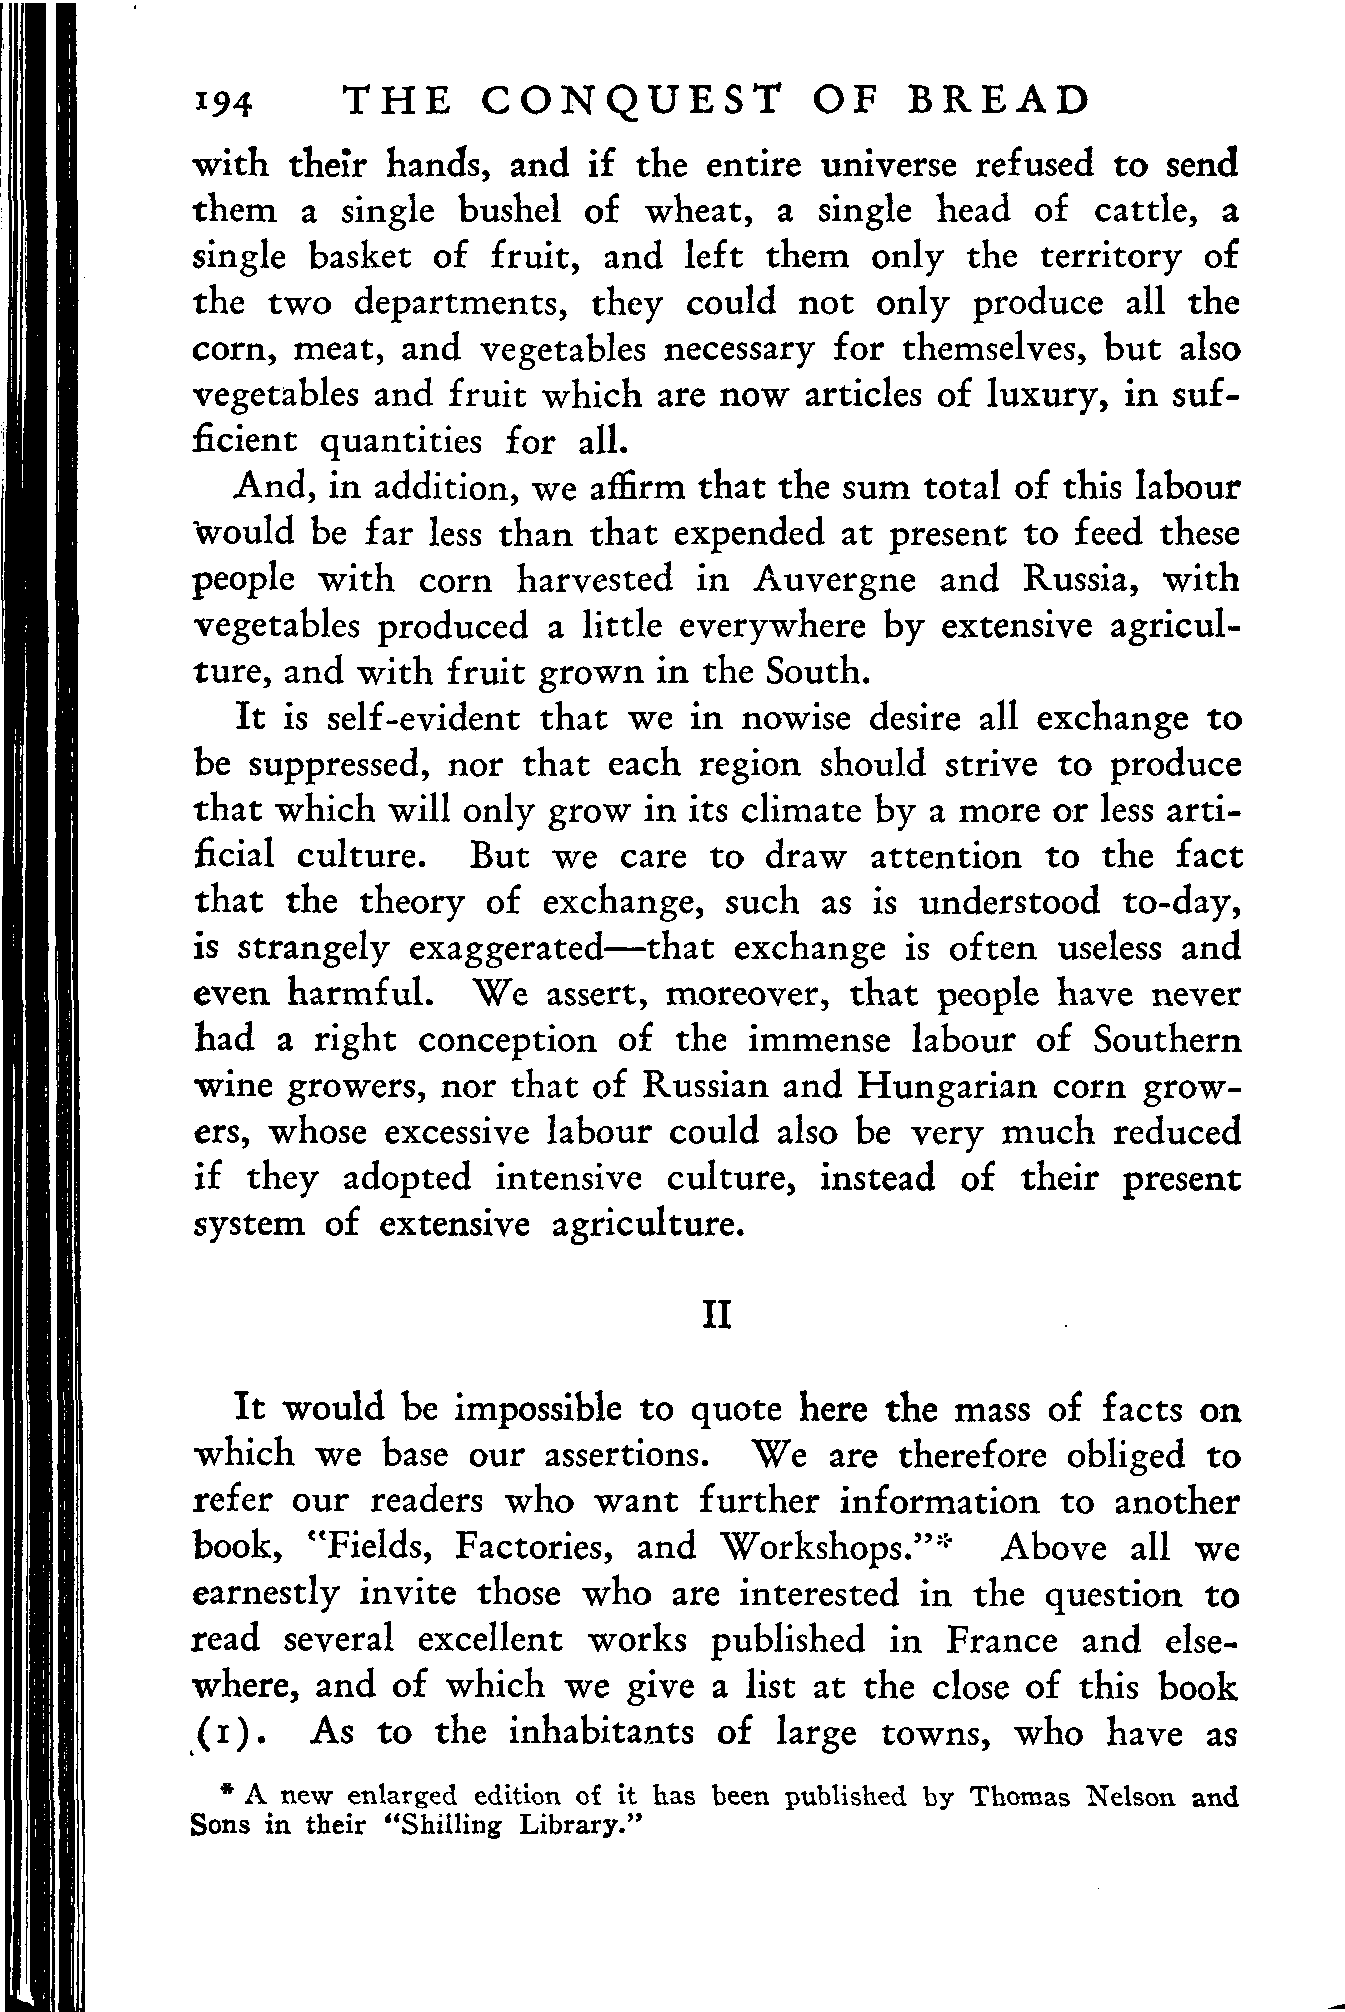 194 THE CONQUEST OF BREAD
with their hands, and if the entire universe refused to send
them a single bushel of wheat, a single head of cattle, a
single basket of fruit, and left them only the territory of
the two departments, they could not only produce all the
corn, meat, and vegetables necessary for themselves, but also
vegetables and fruit which are now articles of luxury, in suf-
ficient quantities for all.
And, in addition, we affirm that the sum total of this labour
would be far less than that expended at present to feed these
people with corn harvested in Auvergne and Russia, with
vegetables produced a little everywhere by extensive agricul-
ture, and with fruit grown in the South.
It is self-evident that we in nowise desire all exchange to
be suppressed, nor that each region should strive to produce
that which will only grow in its climate by a more or less arti-
ficial culture. But we care to draw attention to the fact
that the theory of exchange, such as is understood to-day,
is strangely exaggerated—that exchange is often useless and
even harmful. We assert, moreover, that people have never
had a right conception of the immense labour of Southern
wine growers, nor that of Russian and Hungarian corn grow-
ers, whose excessive labour could also be very much reduced
if they adopted intensive culture, instead of their present
system of extensive agriculture.
II
It would be impossible to quote here the mass of facts on
which we base our assertions. We are therefore obliged to
refer our readers who want further information to another
book, "Fields, Factories, and Workshops."* Above all we
earnestly invite those who are interested in the question to
read several excellent works published in France and else-
where, and of which we give a list at the close of this book
(1). As to the inhabitants of large towns, who have as
* A new enlarged edition of it has been published by Thomas Nelson and
Sons in their "Shilling Library."